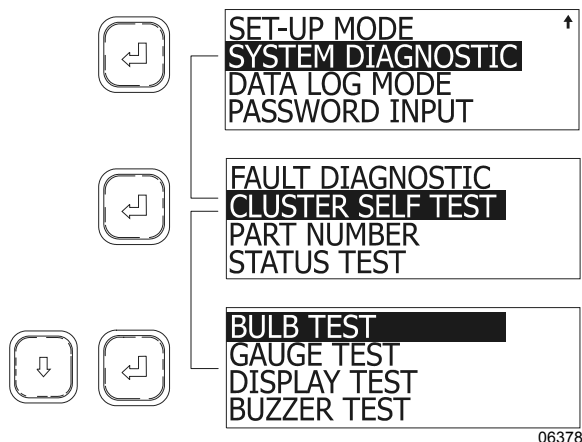 SET-UP MODE
SYSTEM DIAGNOSTIC
DATA LOG MODE
PASSWORD INPUT
FAULT DIAGNOSTIC
CLUSTER SELF TEST
PART NUMBER
STATUS TEST
BULB TEST
GAUGE TEST
DISPLAY TEST
BUZZER TEST
06378